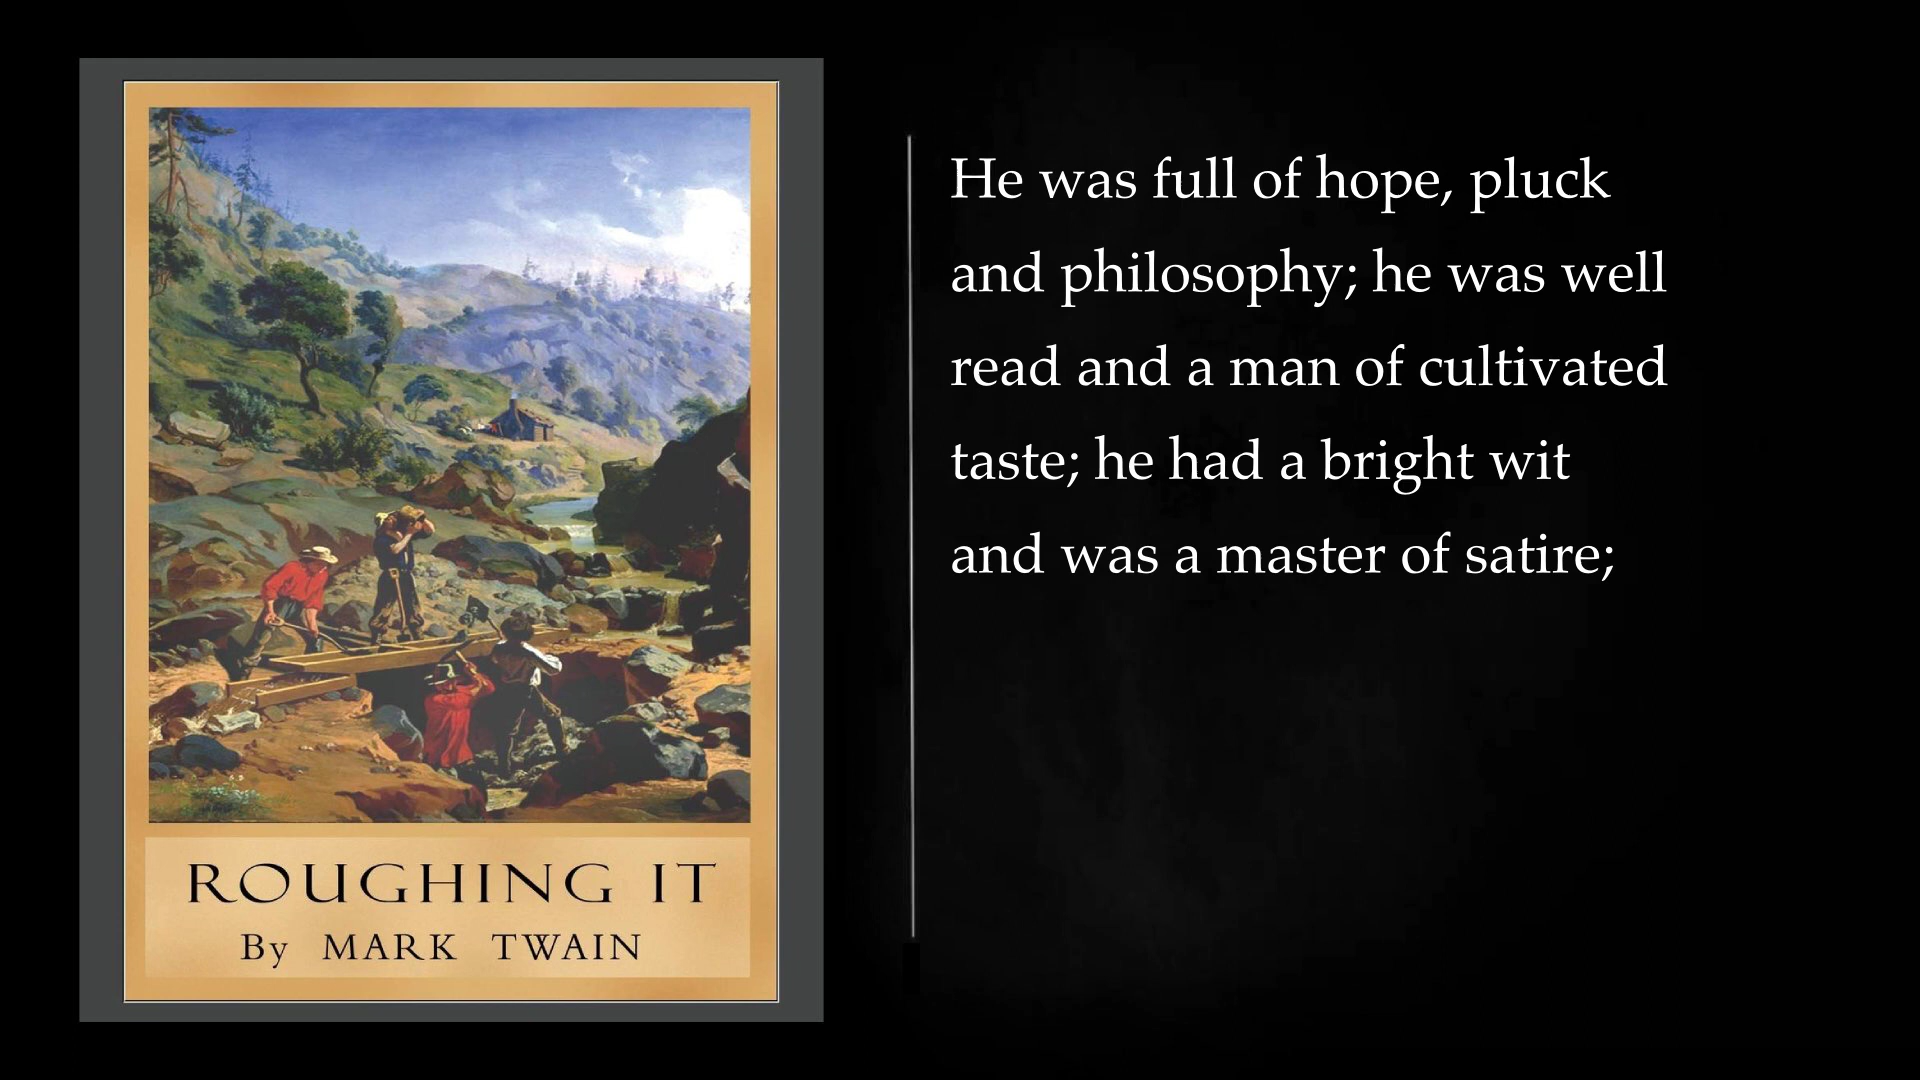 ROUGHING IT
By MARK TWAIN
He was full of hope, pluck
and philosophy; he was well
read and a man of cultivated
taste; he had a bright wit
and was a master of satire;